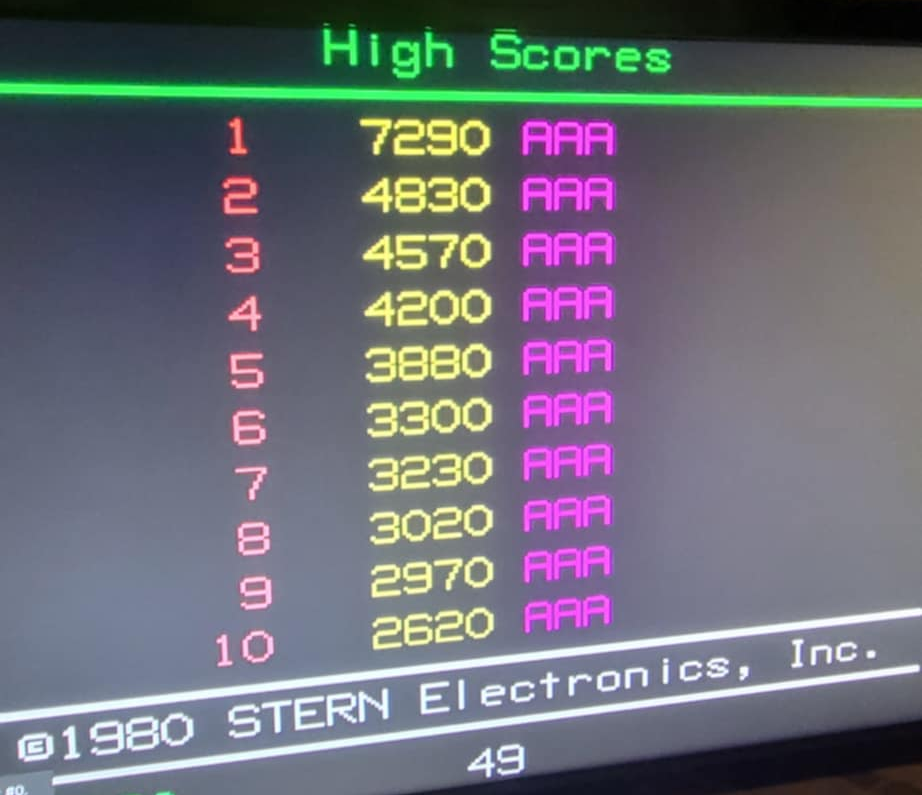 High Scores
1 7290 AAA
2 4830 AAA
3 4570 AAA
4 4200 AAA
5 3880 AAA
6 3300 AAA
7 3230 AAA
8 3020 AAA
9 2970 AAA
10 2620 AAA
©1980 STERN Electronics, Inc.
49